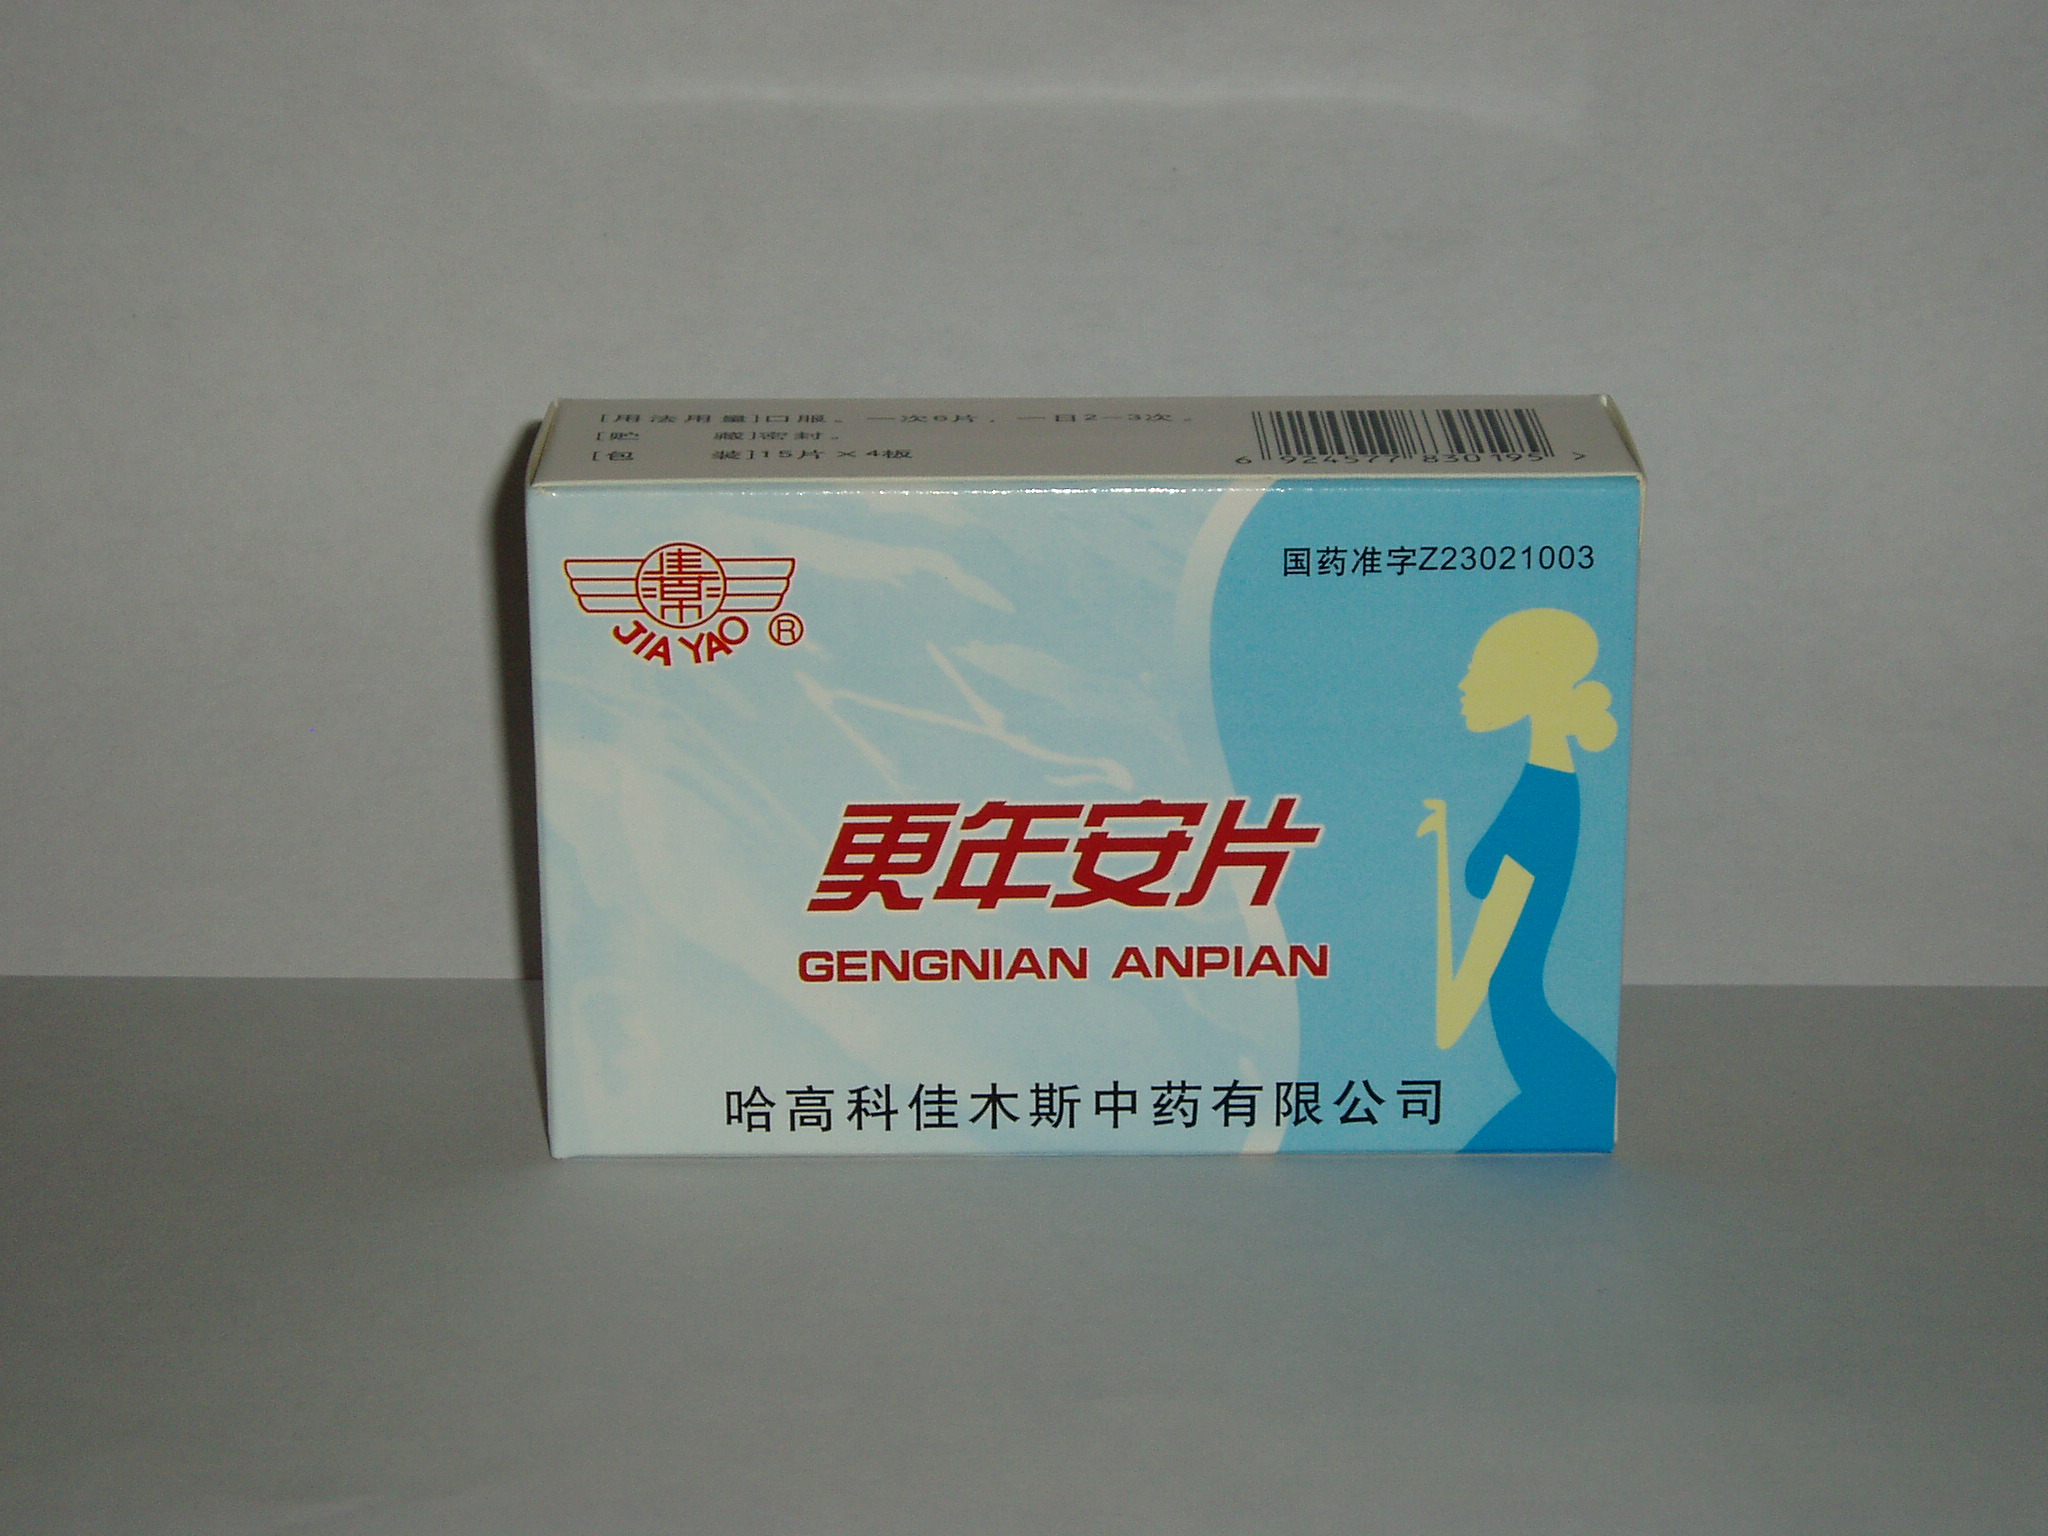 [用法用量]口服。一次6片，一日2-3次。
[贮 藏]密封。
[包 装]15片×4板
6 924577 830195 >
佳药
JIA YAO ®
国药准字Z23021003
更年安片
GENGNIAN ANPIAN
哈高科佳木斯中药有限公司